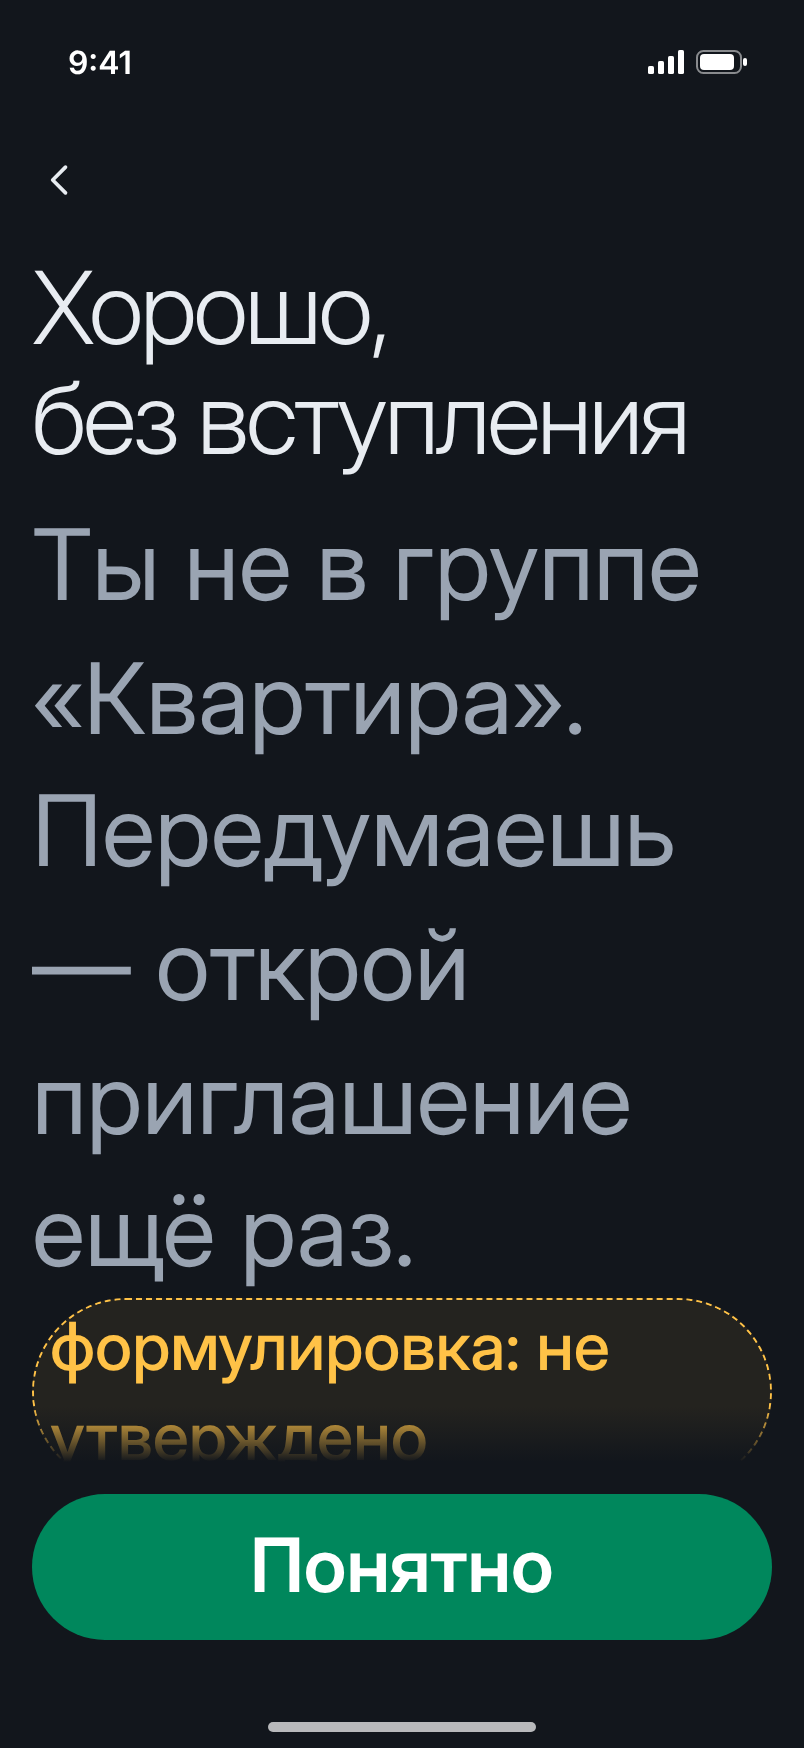 9:41
Хорошо,
без вступления
Ты не в группе
«Квартира».
Передумаешь
— открой
приглашение
ещё раз.
формулировка: не
утверждено
Понятно